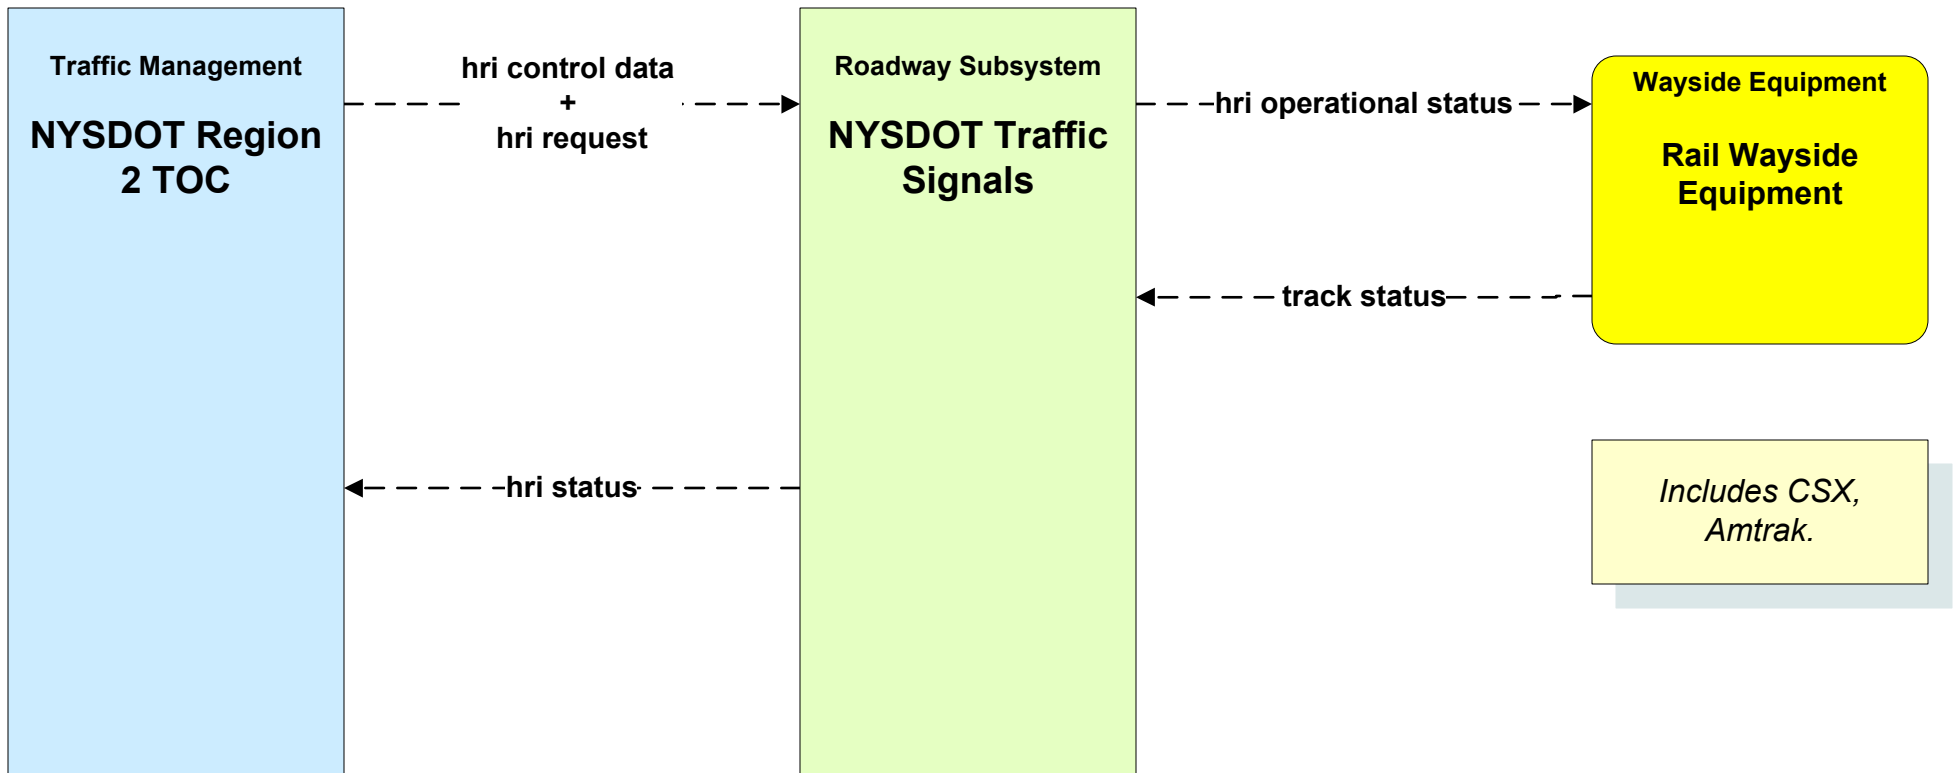 Traffic Management
NYSDOT Region
2 TOC
hri control data
+
hri request
Roadway Subsystem
NYSDOT Traffic
Signals
hri operational status
Wayside Equipment
Rail Wayside
Equipment
track status
hri status
Includes CSX,
Amtrak.